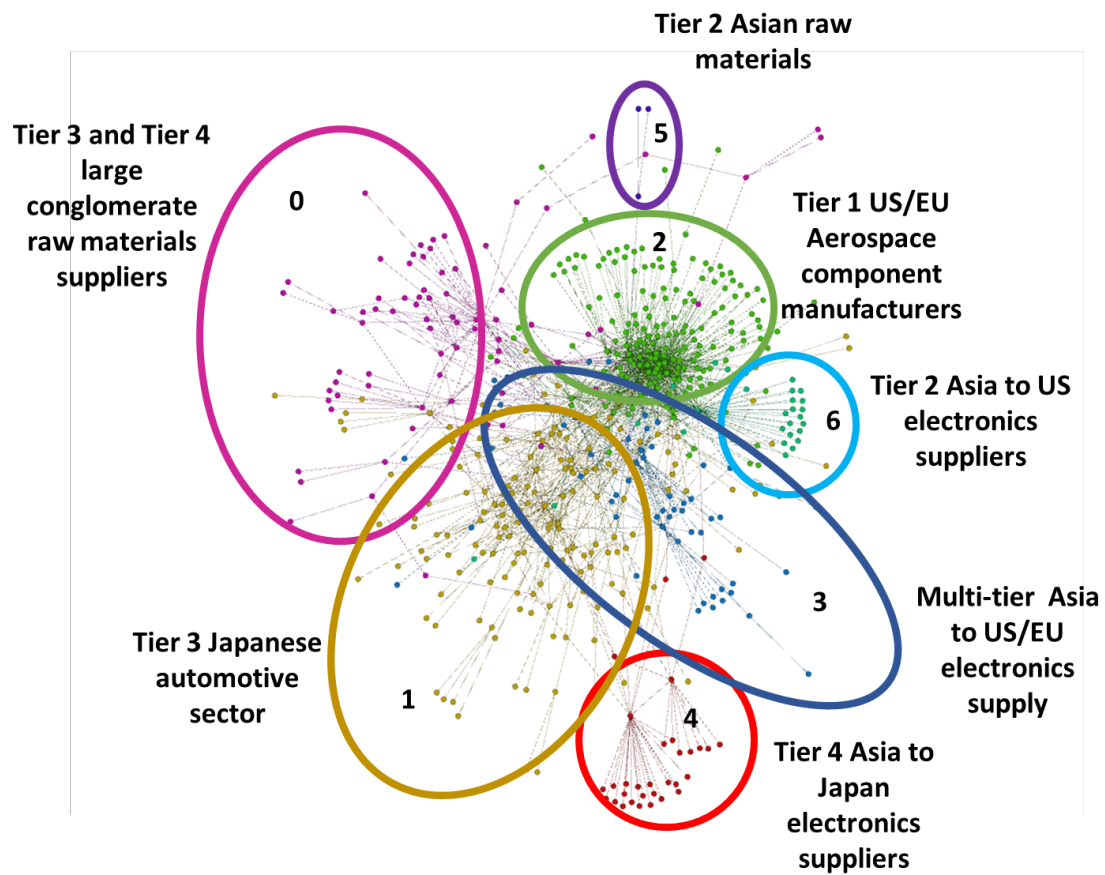 Tier 2 Asian raw
materials
5
Tier 3 and Tier 4
large
conglomerate
raw materials
suppliers
0
2
Tier 1 US/EU
Aerospace
component
manufacturers
Tier 2 Asia to US
electronics
suppliers
6
3
Multi-tier Asia
to US/EU
electronics
supply
Tier 3 Japanese
automotive
sector
1
4
Tier 4 Asia to
Japan
electronics
suppliers